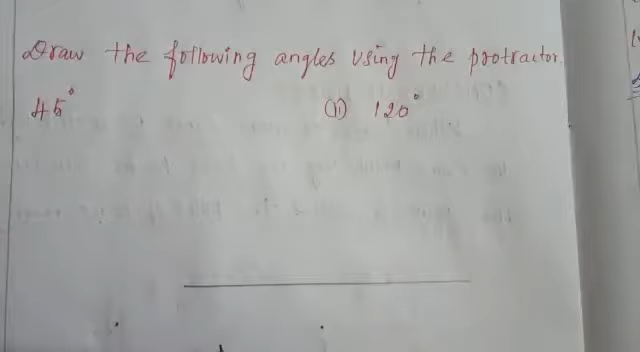 Draw the following angles using the protractor.
45° (ii) 120°